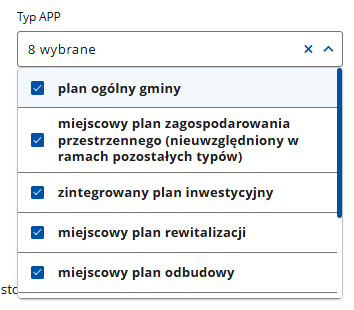 Typ APP
8 wybrane
plan ogólny gminy
miejscowy plan zagospodarowania
przestrzennego (nieuwzględniony w
ramach pozostałych typów)
zintegrowany plan inwestycyjny
miejscowy plan rewitalizacji
miejscowy plan odbudowy